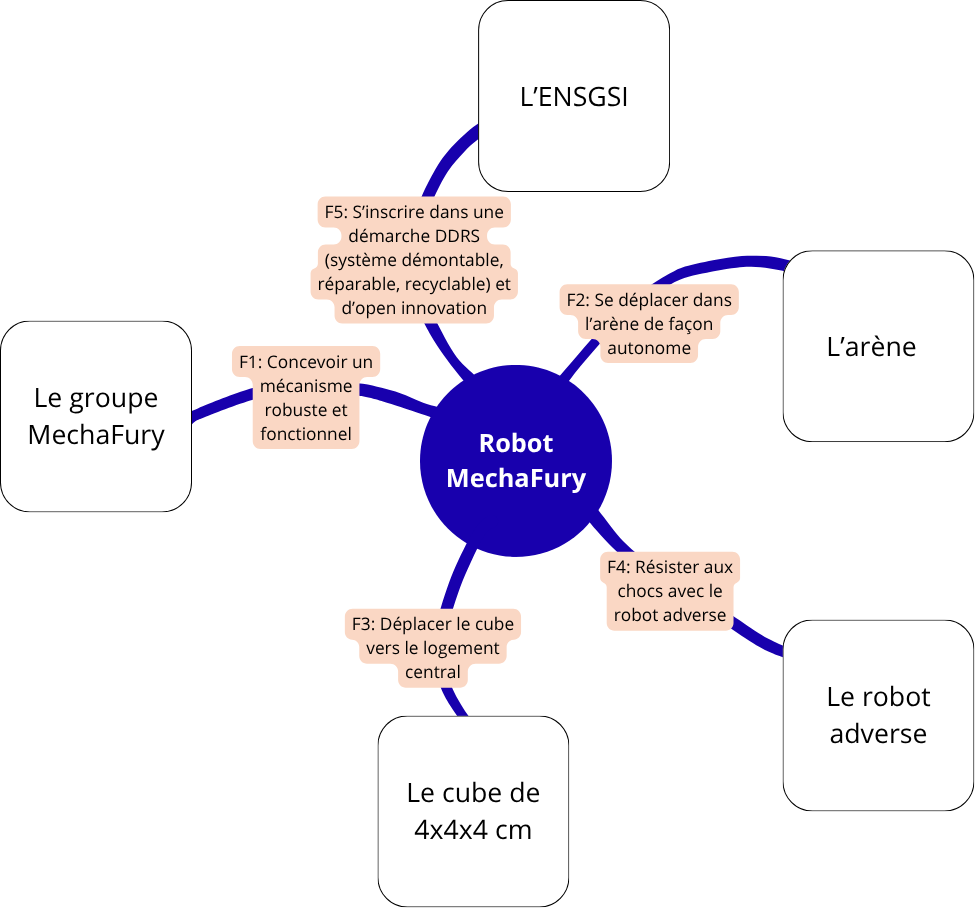 L’ENSGSI
F5: S’inscrire dans une
démarche DDRS
(système démontable,
réparable, recyclable) et
d’open innovation
F2: Se déplacer dans
l’arène de façon
autonome
L’arène
F1: Concevoir un
mécanisme
robuste et
fonctionnel
Le groupe
MechaFury
Robot
MechaFury
F4: Résister aux
chocs avec le
robot adverse
F3: Déplacer le cube
vers le logement
central
Le robot
adverse
Le cube de
4x4x4 cm